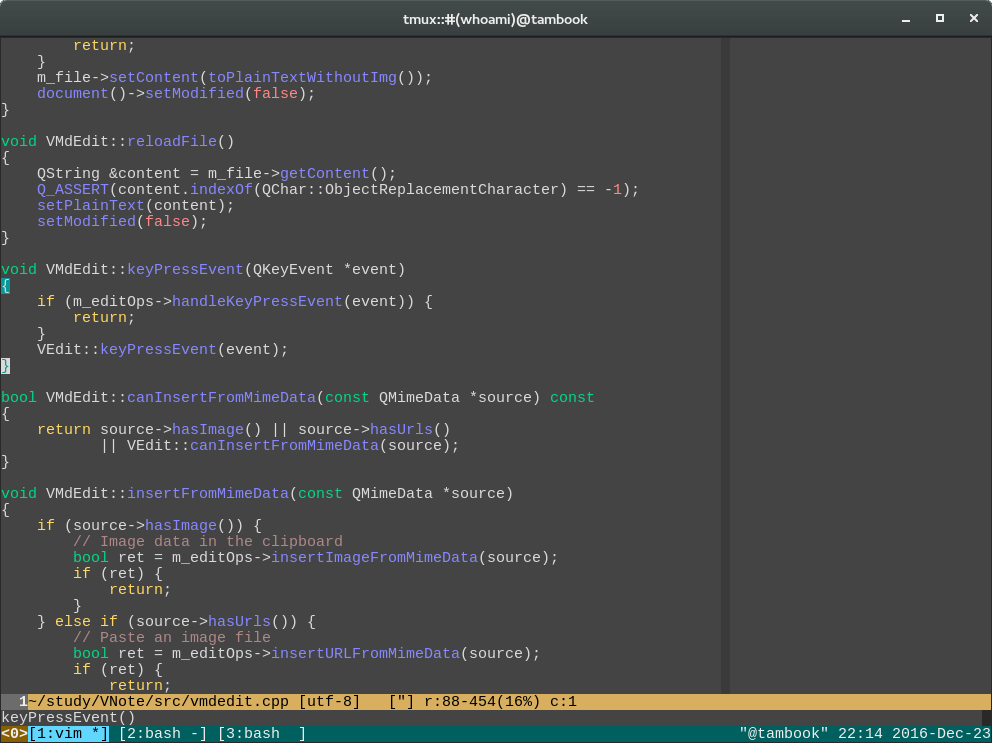 tmux::#(whoami)@tambook
        return;
    }
    m_file->setContent(toPlainTextWithoutImg());
    document()->setModified(false);
}
void VMdEdit::reloadFile()
{
    QString &content = m_file->getContent();
    Q_ASSERT(content.indexOf(QChar::ObjectReplacementCharacter) == -1);
    setPlainText(content);
    setModified(false);
}
void VMdEdit::keyPressEvent(QKeyEvent *event)
{
    if (m_editOps->handleKeyPressEvent(event)) {
        return;
    }
    VEdit::keyPressEvent(event);
}
bool VMdEdit::canInsertFromMimeData(const QMimeData *source) const
{
    return source->hasImage() || source->hasUrls()
           || VEdit::canInsertFromMimeData(source);
}
void VMdEdit::insertFromMimeData(const QMimeData *source)
{
    if (source->hasImage()) {
        // Image data in the clipboard
        bool ret = m_editOps->insertImageFromMimeData(source);
        if (ret) {
            return;
        }
    } else if (source->hasUrls()) {
        // Paste an image file
        bool ret = m_editOps->insertURLFromMimeData(source);
        if (ret) {
            return;
  1~/study/VNote/src/vmdedit.cpp [utf-8]   ["] r:88-454(16%) c:1
keyPressEvent()
<0>[1:vim *] [2:bash -] [3:bash  ] "@tambook" 22:14 2016-Dec-23